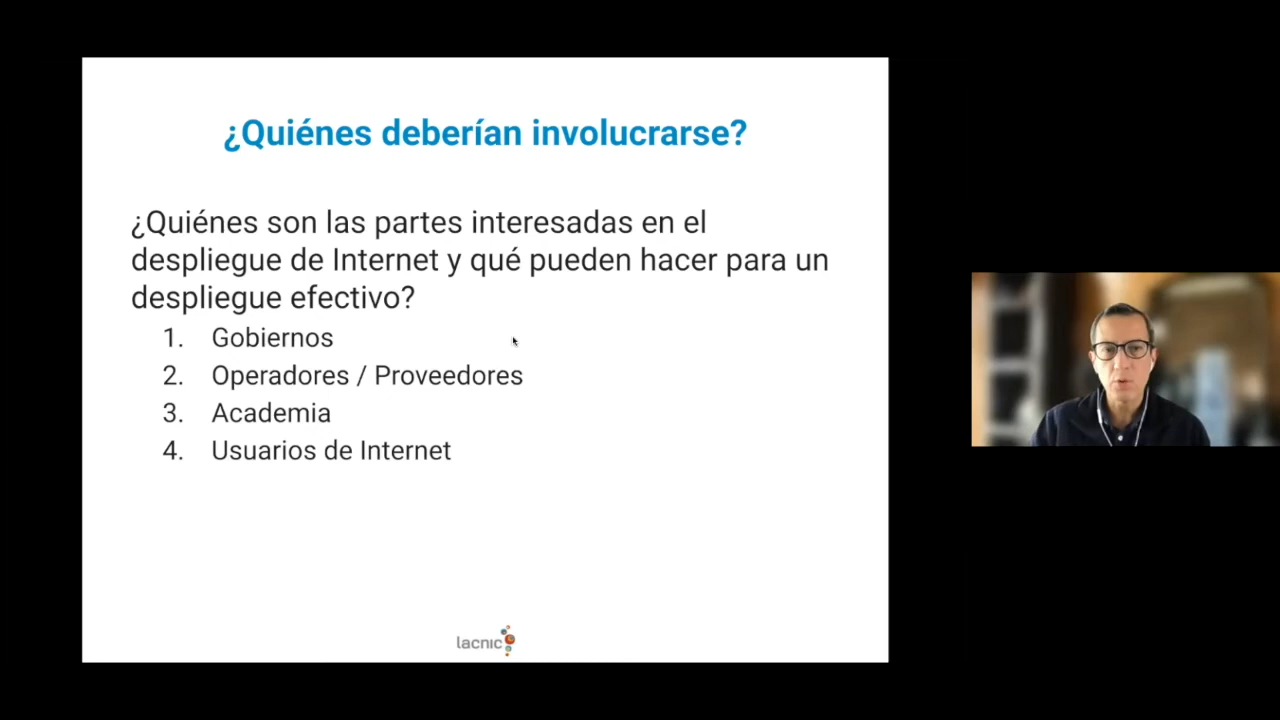 ¿Quiénes deberían involucrarse?
¿Quiénes son las partes interesadas en el
despliegue de Internet y qué pueden hacer para un
despliegue efectivo?
1. Gobiernos
2. Operadores / Proveedores
3. Academia
4. Usuarios de Internet
lacnic